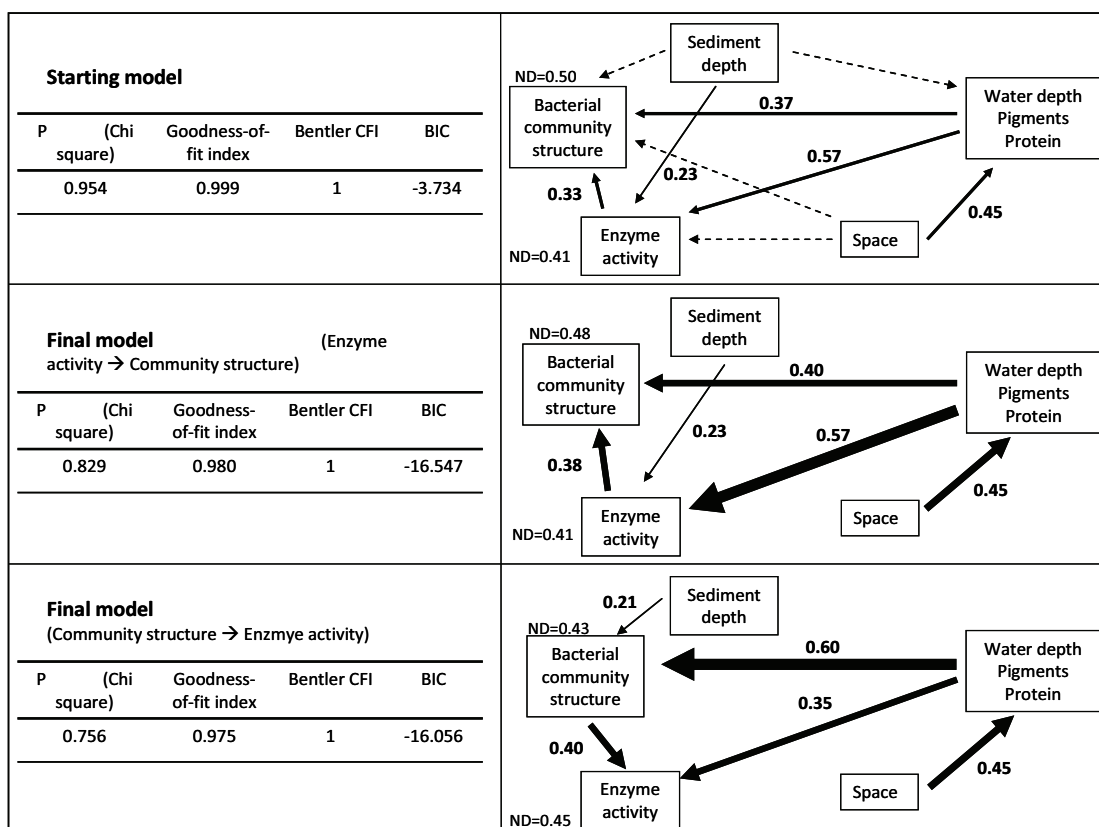 Starting model
P (Chi square)
Goodness-of-fit index
Bentler CFI
BIC
0.954 0.999 1 -3.734
Sediment
depth
ND=0.50
Bacterial
community
structure
0.37
Water depth
Pigments
Protein
0.57
0.23
0.33
0.45
Enzyme
activity
Space
ND=0.41
Final model (Enzyme
activity → Community structure)
P (Chi square)
Goodness-
of-fit index
Bentler CFI
BIC
0.829 0.980 1 -16.547
Sediment
depth
ND=0.48
Bacterial
community
structure
0.40
Water depth
Pigments
Protein
0.23
0.57
0.38
0.45
Enzyme
activity
Space
ND=0.41
Final model
(Community structure → Enzmye activity)
P (Chi square)
Goodness-
of-fit index
Bentler CFI
BIC
0.756 0.975 1 -16.056
Sediment
depth
0.21
ND=0.43
Bacterial
community
structure
0.60
Water depth
Pigments
Protein
0.35
0.40
0.45
Enzyme
activity
Space
ND=0.45